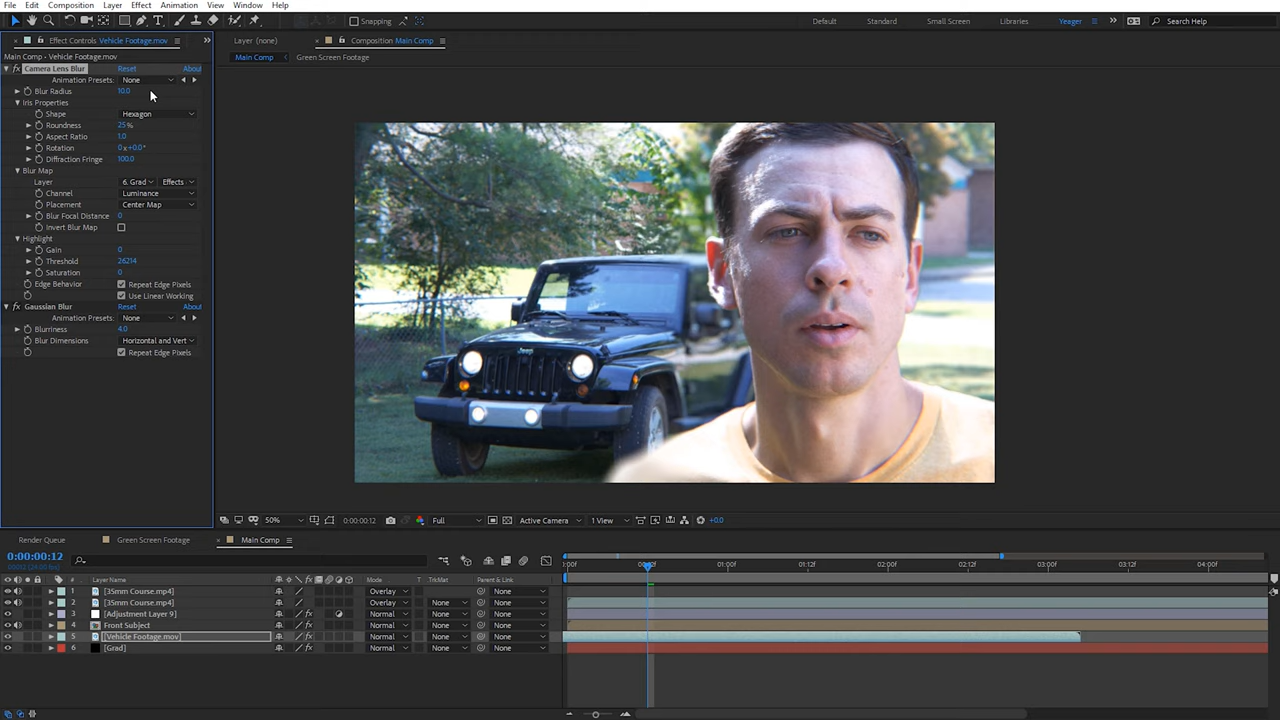 File Edit Composition Layer Effect Animation View Window Help
Snapping Default Standard Small Screen Libraries Yeager Search Help
Effect Controls Vehicle Footage.mov
Layer (none)
Composition Main Comp
Main Comp • Vehicle Footage.mov
Main Comp Green Screen Footage
Camera Lens Blur Reset About
Animation Presets: None
Blur Radius 10.0
Iris Properties
Shape Hexagon
Roundness 25%
Aspect Ratio 1.0
Rotation 0x+0.0°
Diffraction Fringe 100.0
Blur Map
Layer 6. Grad Effects
Channel Luminance
Placement Center Map
Blur Focal Distance 0
Invert Blur Map
Highlight
Gain 0
Threshold 26214
Saturation 0
Edge Behavior Repeat Edge Pixels
Use Linear Working
Gaussian Blur Reset About
Animation Presets: None
Blurriness 4.0
Blur Dimensions Horizontal and Vert
Repeat Edge Pixels
Jeep
50% 0:00:00:12 Full Active Camera 1 View +0.0
Render Queue Green Screen Footage Main Comp
0:00:00:12
# Layer Name Mode T TrkMat Parent & Link
:00f 00:12f 01:00f 01:12f 02:00f 02:12f 03:00f 03:12f 04:00f
1 [35mm Course.mp4] Overlay None
2 [35mm Course.mp4] Overlay None None
3 [Adjustment Layer 9] Normal None None
4 Front Subject Normal None None
5 [Vehicle Footage.mov] Normal None None
6 [Grad] Normal None None